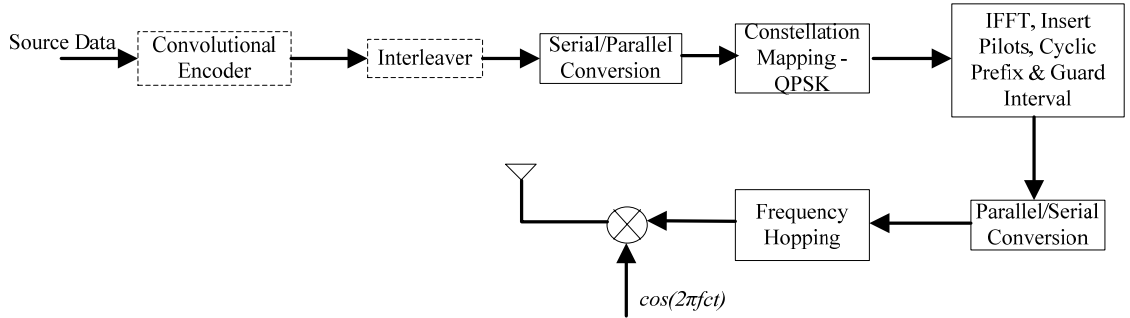 Source Data
Convolutional
Encoder
Interleaver
Serial/Parallel
Conversion
Constellation
Mapping -
QPSK
IFFT, Insert
Pilots, Cyclic
Prefix & Guard
Interval
Frequency
Hopping
Parallel/Serial
Conversion
cos(2πfct)